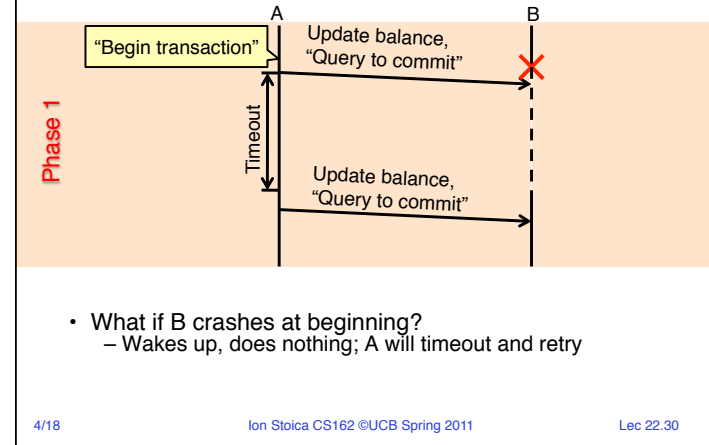 A
B
“Begin transaction”
Update balance,
“Query to commit”
Phase 1
Timeout
Update balance,
“Query to commit”
• What if B crashes at beginning?
– Wakes up, does nothing; A will timeout and retry
4/18
Ion Stoica CS162 ©UCB Spring 2011
Lec 22.30